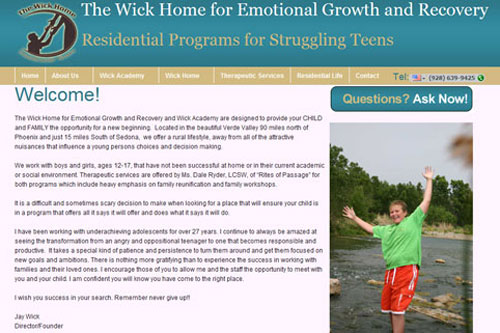 The Wick Home
The Wick Home for Emotional Growth and Recovery
Residential Programs for Struggling Teens
Home About Us Wick Academy Wick Home Therapeutic Services Residential Life Contact Tel: (928) 639-9425
Welcome!
Questions? Ask Now!
The Wick Home for Emotional Growth and Recovery and Wick Academy are designed to provide your CHILD
and FAMILY the opportunity for a new beginning. Located in the beautiful Verde Valley 90 miles north of
Phoenix and just 15 miles South of Sedona, we offer a rural lifestyle, away from all of the attractive
nuisances that influence a young persons choices and decision making.
We work with boys and girls, ages 12-17, that have not been successful at home or in their current academic
or social environment. Therapeutic services are offered by Ms. Dale Ryder, LCSW, of "Rites of Passage" for
both programs which include heavy emphasis on family reunification and family workshops.
It is a difficult and sometimes scary decision to make when looking for a place that will ensure your child is
in a program that offers all it says it will offer and does what it says it will do.
I have been working with underachieving adolescents for over 27 years. I continue to always be amazed at
seeing the transformation from an angry and oppositional teenager to one that becomes responsible and
productive. It takes a special kind of patience and persistence to turn them around and get them focused on
new goals and ambitions. There is nothing more gratifying than to experience the success in working with
families and their loved ones. I encourage those of you to allow me and the staff the opportunity to meet with
you and your child. I am confident you will know you have come to the right place.
I wish you success in your search. Remember never give up!!
Jay Wick
Director/Founder